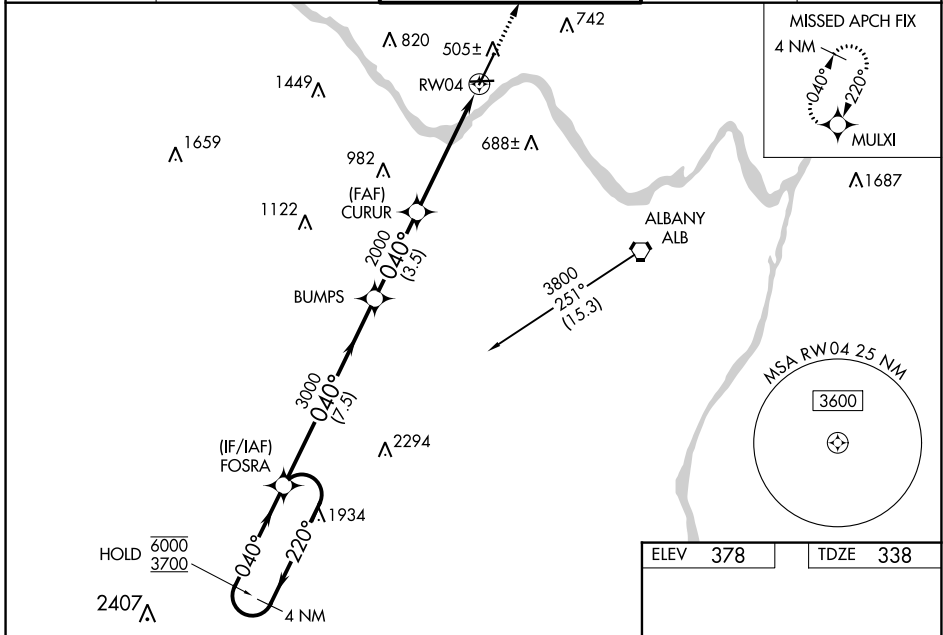 742
820
505±
RW04
1449
1659
982
688±
(FAF)
CURUR
1122
2000
040°
(3.5)
BUMPS
ALBANY
ALB
3800
251°
(15.3)
3000
040°
(7.5)
(IF/IAF)
FOSRA
2294
1934
HOLD
6000
3700
040°
220°
4 NM
2407
MISSED APCH FIX
4 NM
040°
220°
MULXI
1687
MSA RW04 25 NM
3600
ELEV 378
TDZE 338